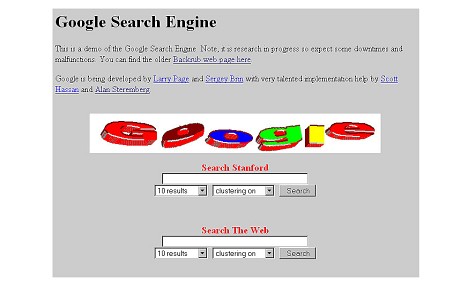 Google Search Engine
This is a demo of the Google Search Engine. Note, it is research in progress so expect some downtimes and
malfunctions. You can find the older Backrub web page here.
Google is being developed by Larry Page and Sergey Brin with very talented implementation help by Scott
Hassan and Alan Steremberg.
Google
Search Stanford
10 results clustering on Search
Search The Web
10 results clustering on Search